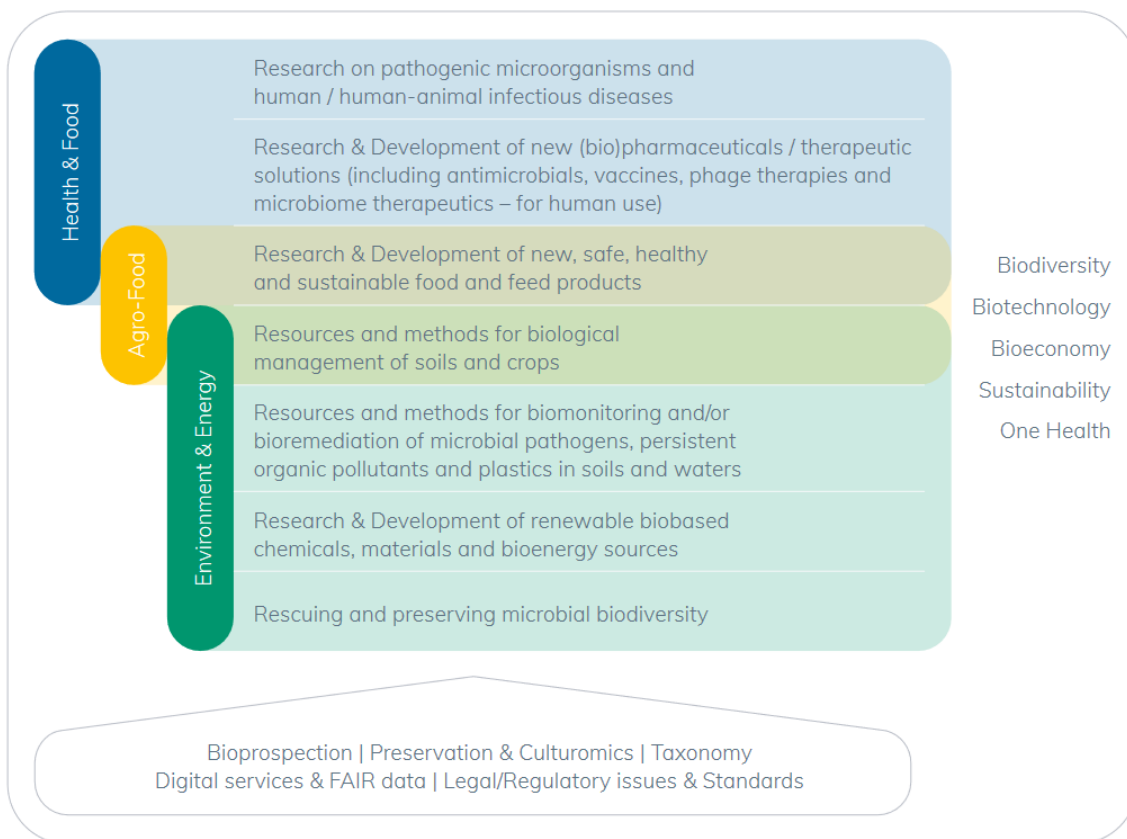 Health & Food
Research on pathogenic microorganisms and
human / human-animal infectious diseases
Research & Development of new (bio)pharmaceuticals / therapeutic
solutions (including antimicrobials, vaccines, phage therapies and
microbiome therapeutics – for human use)
Agro-Food
Research & Development of new, safe, healthy
and sustainable food and feed products
Environment & Energy
Resources and methods for biological
management of soils and crops
Resources and methods for biomonitoring and/or
bioremediation of microbial pathogens, persistent
organic pollutants and plastics in soils and waters
Research & Development of renewable biobased
chemicals, materials and bioenergy sources
Rescuing and preserving microbial biodiversity
Biodiversity
Biotechnology
Bioeconomy
Sustainability
One Health
Bioprospection | Preservation & Culturomics | Taxonomy
Digital services & FAIR data | Legal/Regulatory issues & Standards